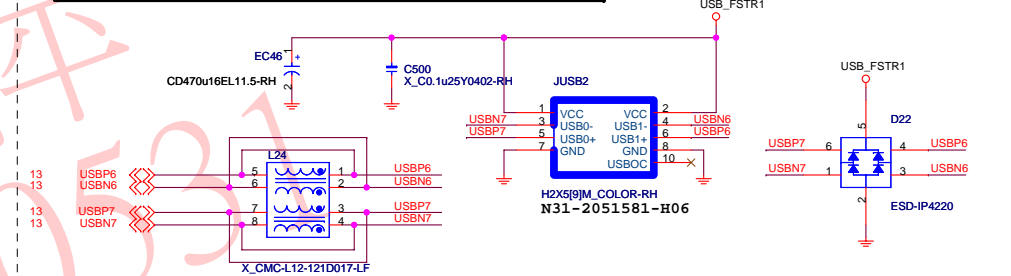 USB_FSTR1
EC46
1
+
CD470u16EL11.5-RH
2
C500
X_C0.1u25Y0402-RH
JUSB2
USBN7
USBP7
1
3
5
7
VCC
USB0-
USB0+
GND
VCC
USB1-
USB1+
GND
USBOC
2
4
6
8
10
USBN6
USBP6
H2X5[9]M_COLOR-RH
N31-2051581-H06
USB_FSTR1
D22
5
USBP7
6
4
USBP6
USBN7
1
3
USBN6
2
ESD-IP4220
L24
13
USBP6
5
1
USBP6
13
USBN6
6
2
USBN6
13
USBP7
7
3
USBP7
13
USBN7
8
4
USBN7
X_CMC-L12-121D017-LF
0531